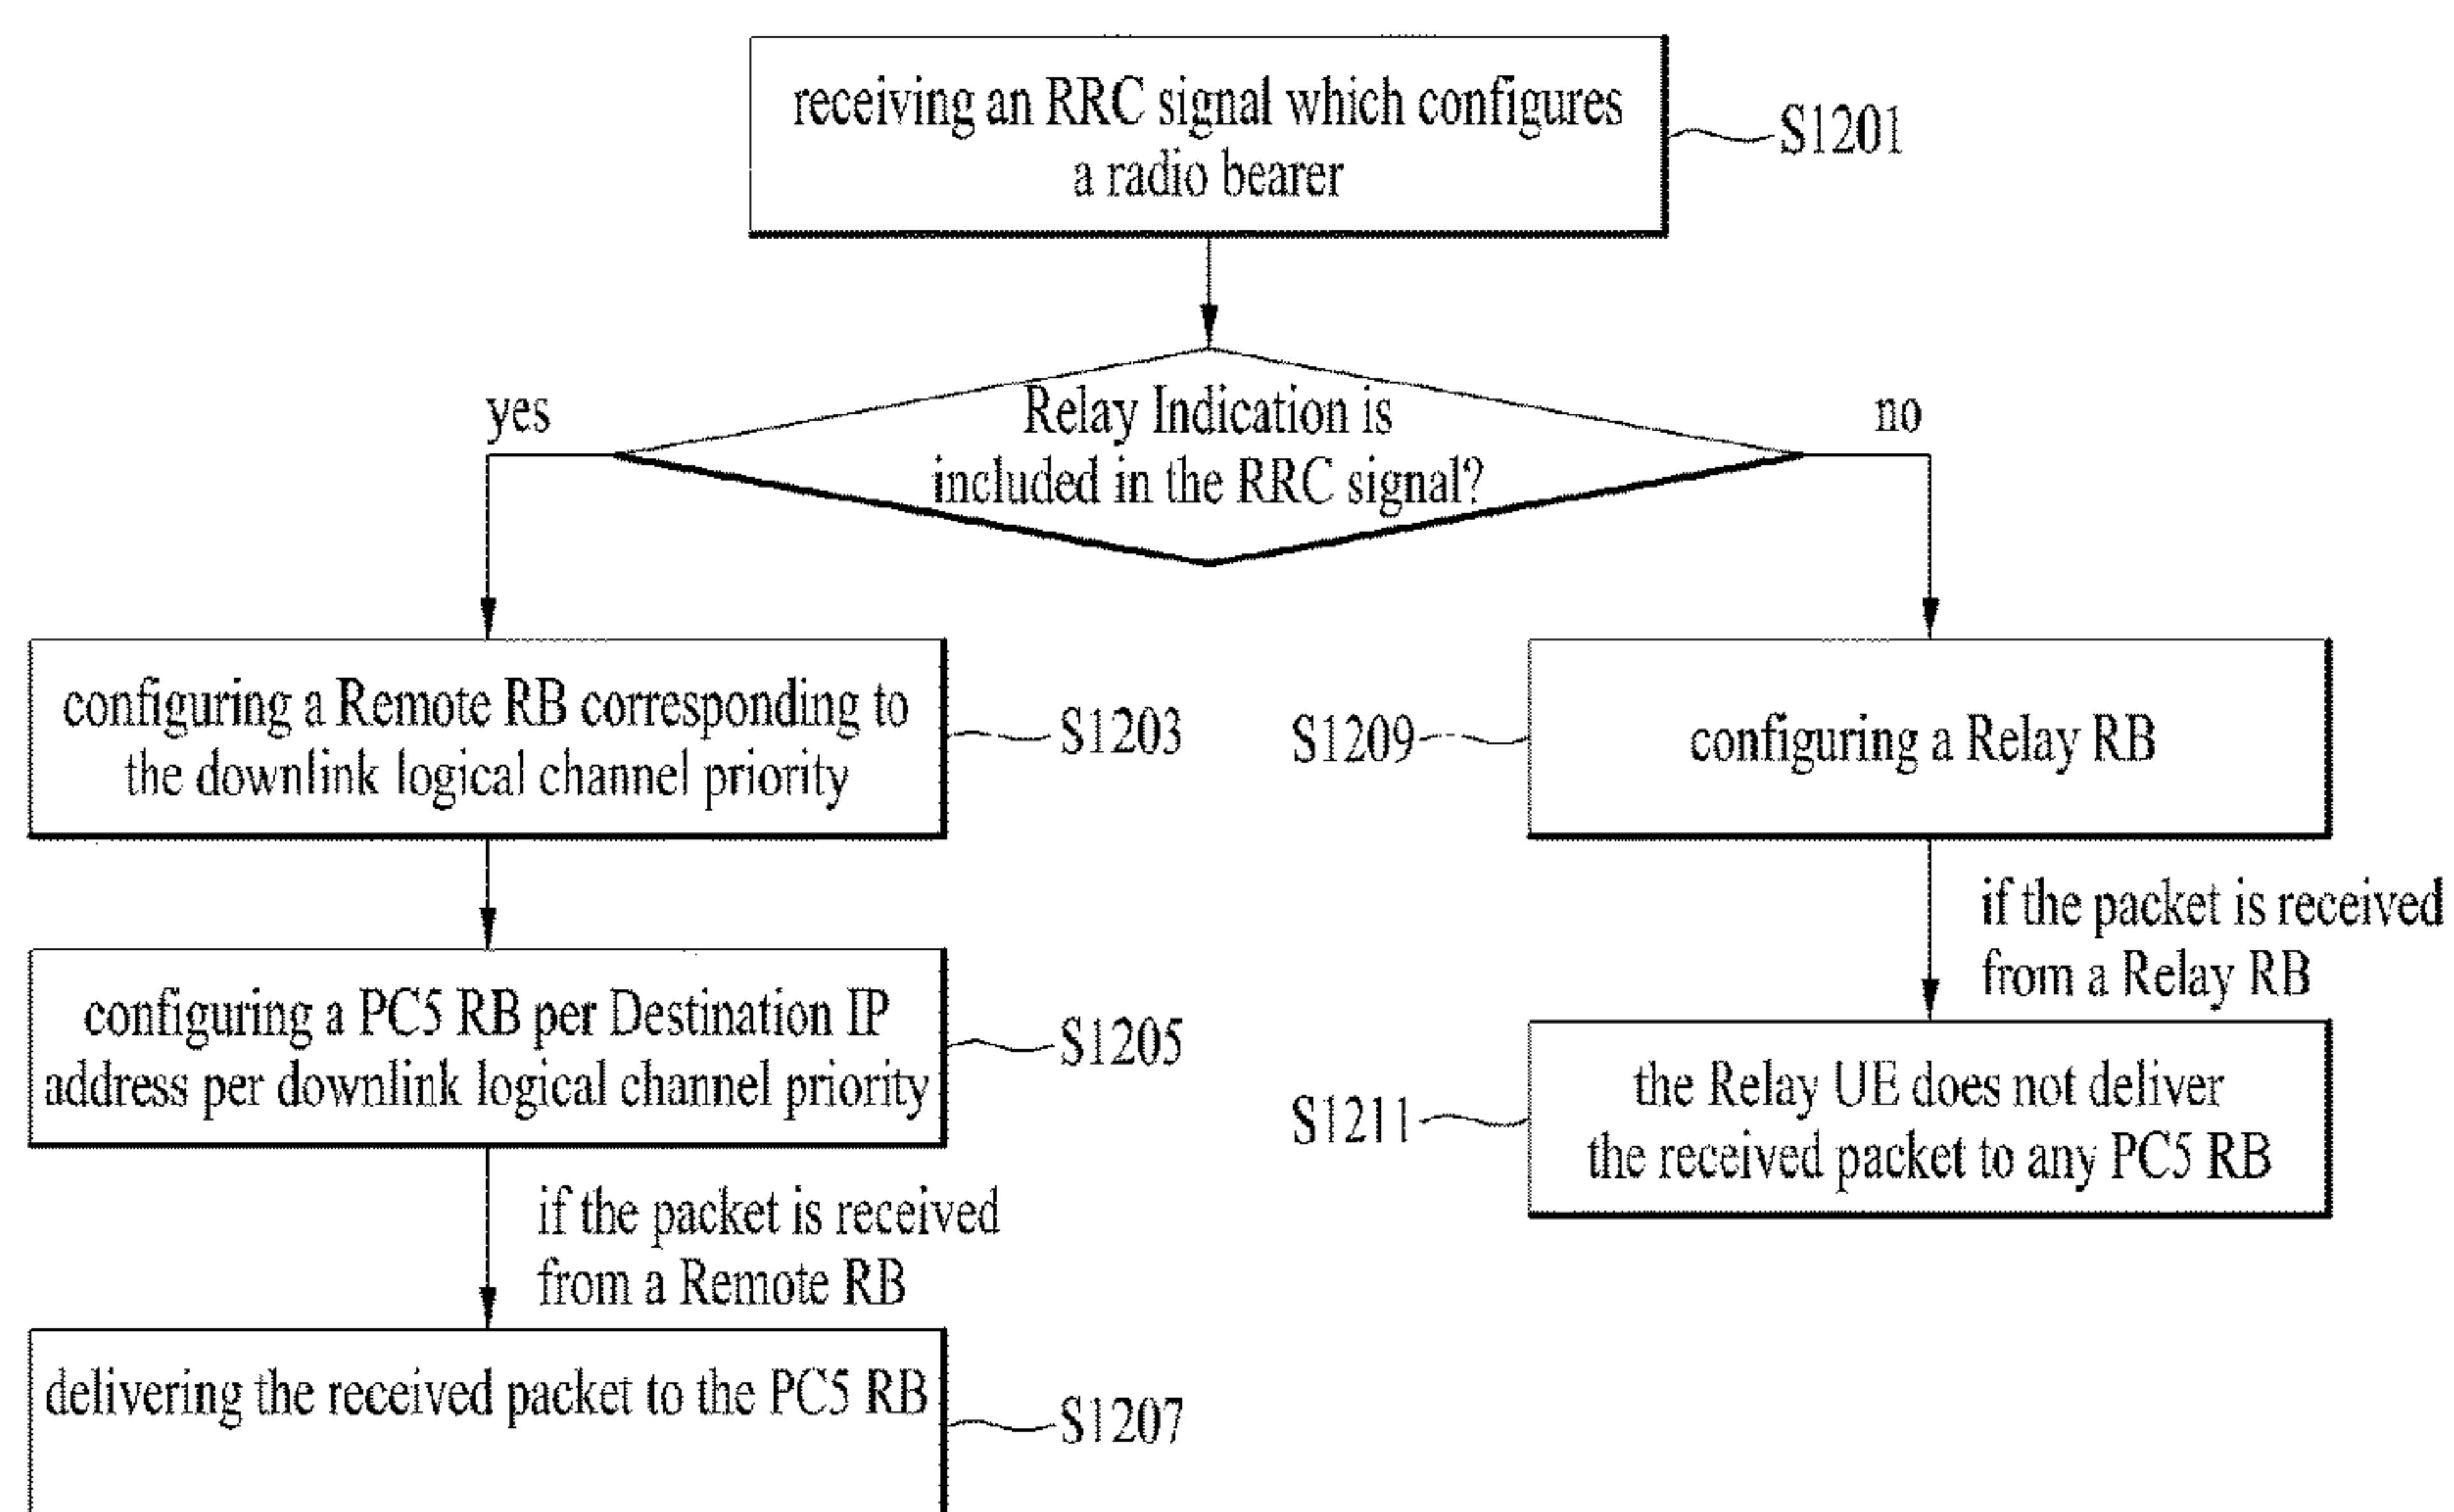 receiving an RRC signal which configures
a radio bearer
S1201
Relay Indication is
included in the RRC signal?
yes
no
configuring a Remote RB corresponding to
the downlink logical channel priority
S1203
S1209
configuring a Relay RB
if the packet is received
from a Relay RB
configuring a PC5 RB per Destination IP
address per downlink logical channel priority
S1205
S1211
the Relay UE does not deliver
the received packet to any PC5 RB
if the packet is received
from a Remote RB
delivering the received packet to the PC5 RB
S1207